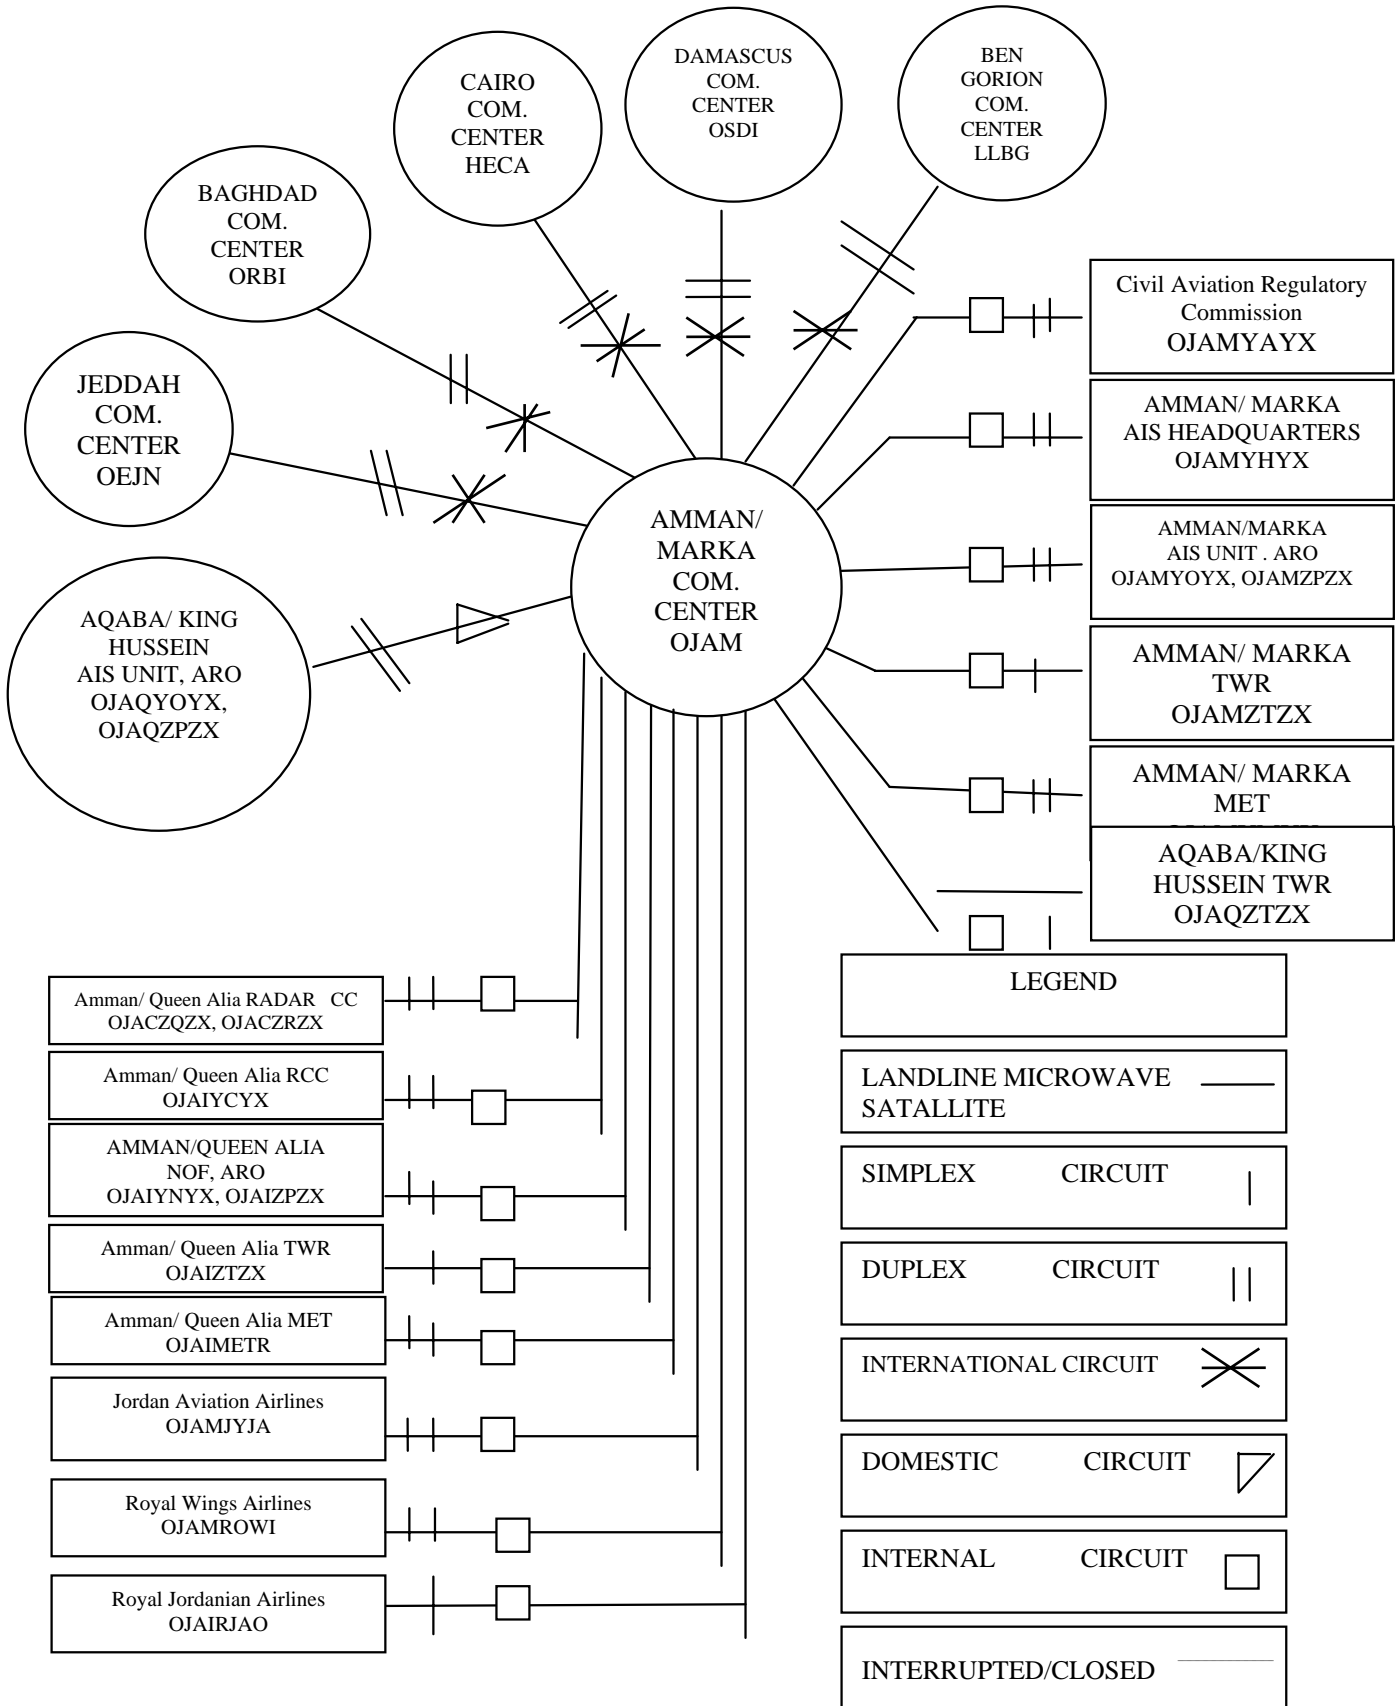 CAIRO
COM.
CENTER
HECA
DAMASCUS
COM.
CENTER
OSDI
BEN
GORION
COM.
CENTER
LLBG
BAGHDAD
COM.
CENTER
ORBI
JEDDAH
COM.
CENTER
OEJN
AQABA/ KING
HUSSEIN
AIS UNIT, ARO
OJAQYOYX,
OJAQZPZX
AMMAN/
MARKA
COM.
CENTER
OJAM
Civil Aviation Regulatory
Commission
OJAMYAYX
AMMAN/ MARKA
AIS HEADQUARTERS
OJAMYHYX
AMMAN/MARKA
AIS UNIT . ARO
OJAMYOYX, OJAMZPZX
AMMAN/ MARKA
TWR
OJAMZTZX
AMMAN/ MARKA
MET
AQABA/KING
HUSSEIN TWR
OJAQZTZX
Amman/ Queen Alia RADAR CC
OJACZQZX, OJACZRZX
Amman/ Queen Alia RCC
OJAIYCYX
AMMAN/QUEEN ALIA
NOF, ARO
OJAIYNYX, OJAIZPZX
Amman/ Queen Alia TWR
OJAIZTZX
Amman/ Queen Alia MET
OJAIMETR
Jordan Aviation Airlines
OJAMJYJA
Royal Wings Airlines
OJAMROWI
Royal Jordanian Airlines
OJAIRJAO
LEGEND
LANDLINE MICROWAVE
SATALLITE
SIMPLEX CIRCUIT
DUPLEX CIRCUIT
INTERNATIONAL CIRCUIT
DOMESTIC CIRCUIT
INTERNAL CIRCUIT
INTERRUPTED/CLOSED